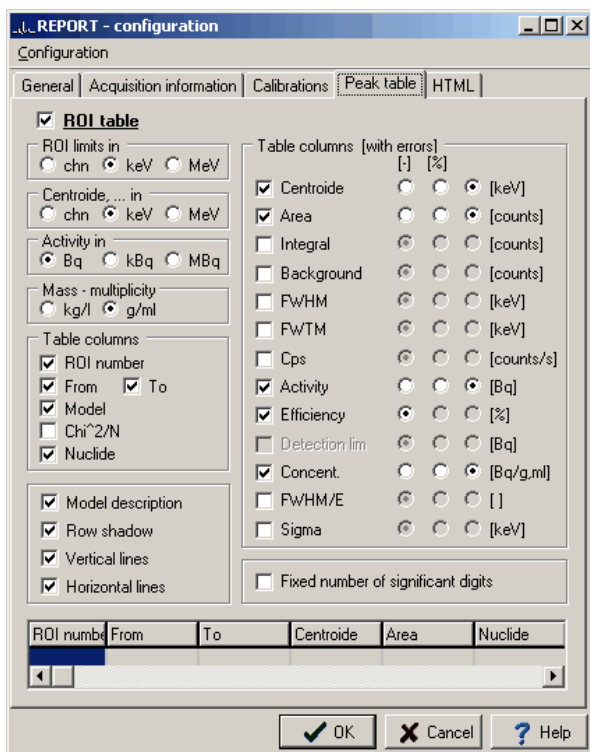 REPORT - configuration
Configuration
General Acquisition information Calibrations Peak table HTML
ROI table
ROI limits in
chn keV MeV
Centroide, ... in
chn keV MeV
Activity in
Bq kBq MBq
Mass - multiplicity
kg/l g/ml
Table columns
ROI number
From To
Model
Chi^2/N
Nuclide
Model description
Row shadow
Vertical lines
Horizontal lines
Table columns [with errors]
[-] [%]
Centroide [keV]
Area [counts]
Integral [counts]
Background [counts]
FWHM [keV]
FWTM [keV]
Cps [counts/s]
Activity [Bq]
Efficiency [%]
Detection lim [Bq]
Concent. [Bq/g,ml]
FWHM/E [ ]
Sigma [keV]
Fixed number of significant digits
ROI numbe From To Centroide Area Nuclide
OK Cancel Help